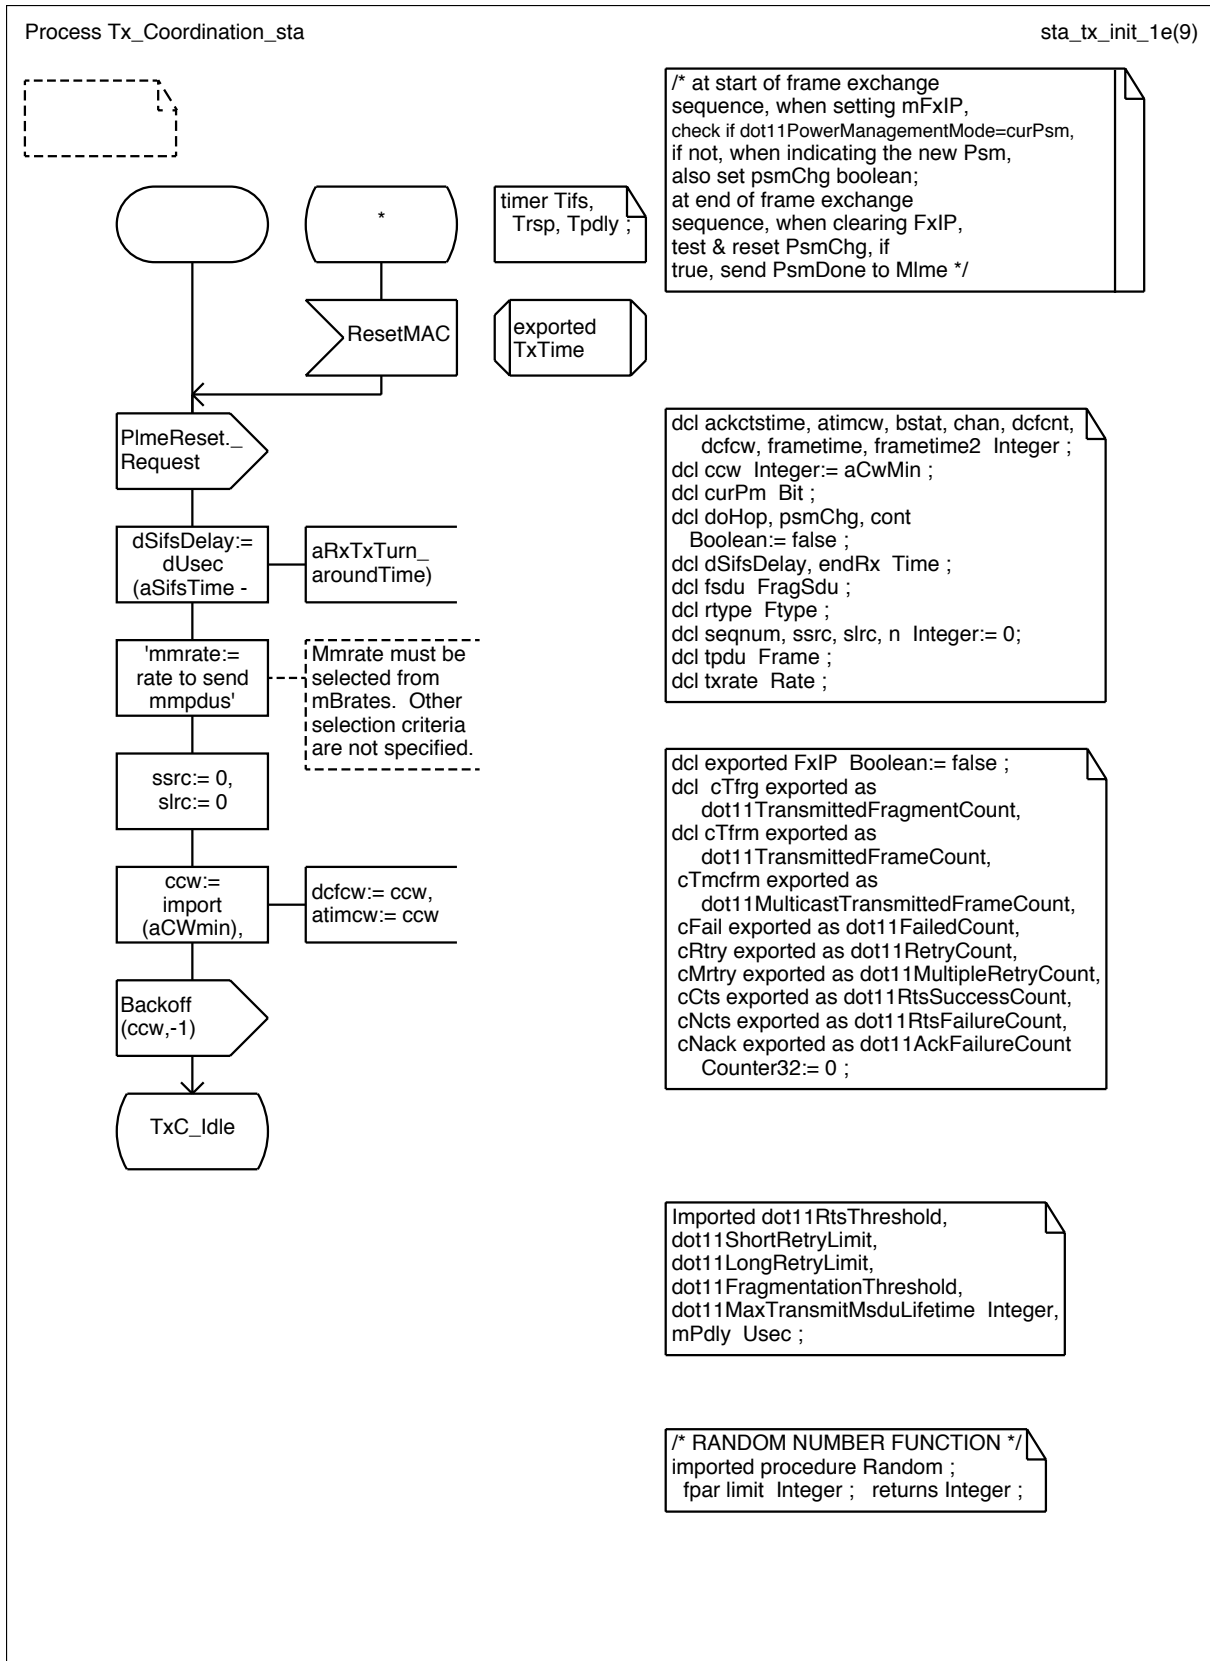 Process Tx_Coordination_sta
sta_tx_init_1e(9)
/* at start of frame exchange
sequence, when setting mFxIP,
check if dot11PowerManagementMode=curPsm,
if not, when indicating the new Psm,
also set psmChg boolean;
at end of frame exchange
sequence, when clearing FxIP,
test & reset PsmChg, if
true, send PsmDone to Mlme */
*
timer Tifs,
Trsp, Tpdly ;
ResetMAC
exported
TxTime
PlmeReset._
Request
dSifsDelay:=
dUsec
(aSifsTime -
aRxTxTurn_
aroundTime)
'mmrate:=
rate to send
mmpdus'
Mmrate must be
selected from
mBrates. Other
selection criteria
are not specified.
ssrc:= 0,
slrc:= 0
ccw:=
import
(aCWmin),
dcfcw:= ccw,
atimcw:= ccw
Backoff
(ccw,-1)
TxC_Idle
dcl ackctstime, atimcw, bstat, chan, dcfcnt,
dcfcw, frametime, frametime2 Integer ;
dcl ccw Integer:= aCwMin ;
dcl curPm Bit ;
dcl doHop, psmChg, cont
Boolean:= false ;
dcl dSifsDelay, endRx Time ;
dcl fsdu FragSdu ;
dcl rtype Ftype ;
dcl seqnum, ssrc, slrc, n Integer:= 0;
dcl tpdu Frame ;
dcl txrate Rate ;
dcl exported FxIP Boolean:= false ;
dcl cTfrg exported as
dot11TransmittedFragmentCount,
dcl cTfrm exported as
dot11TransmittedFrameCount,
cTmcfrm exported as
dot11MulticastTransmittedFrameCount,
cFail exported as dot11FailedCount,
cRtry exported as dot11RetryCount,
cMrtry exported as dot11MultipleRetryCount,
cCts exported as dot11RtsSuccessCount,
cNcts exported as dot11RtsFailureCount,
cNack exported as dot11AckFailureCount
Counter32:= 0 ;
Imported dot11RtsThreshold,
dot11ShortRetryLimit,
dot11LongRetryLimit,
dot11FragmentationThreshold,
dot11MaxTransmitMsduLifetime Integer,
mPdly Usec ;
/* RANDOM NUMBER FUNCTION */
imported procedure Random ;
fpar limit Integer ; returns Integer ;